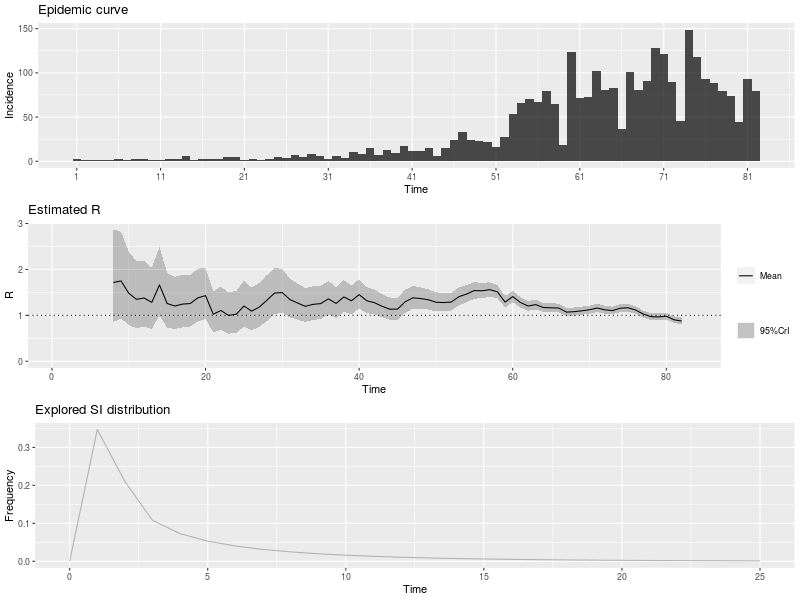 Epidemic curve
150
100
50
0
Incidence
1 11 21 31 41 51 61 71 81
Time
Estimated R
3
2
1
0
R
0 20 40 60 80
Time
Mean
95%CrI
Explored SI distribution
0.3
0.2
0.1
0.0
Frequency
0 5 10 15 20 25
Time